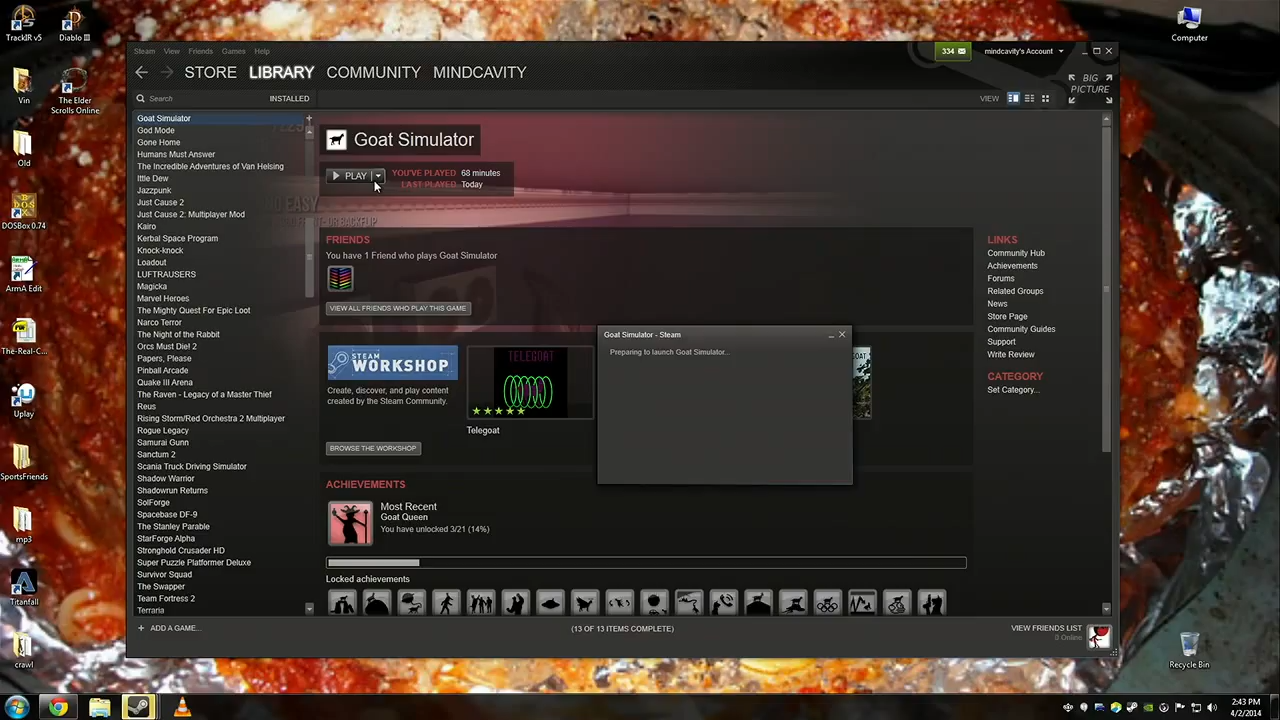 TrackIR v5
Diablo III
Computer
Vin
The Elder
Scrolls Online
Old
DOSBox 0.74
ArmA Edit
The-Real-C...
Uplay
SportsFriends
mp3
Titanfall
crawl
Recycle Bin
Steam View Friends Games Help
334
mindcavity's Account
STORE LIBRARY COMMUNITY MINDCAVITY
BIG
PICTURE
Search
INSTALLED
VIEW
Goat Simulator
God Mode
Gone Home
Humans Must Answer
The Incredible Adventures of Van Helsing
Ittle Dew
Jazzpunk
Just Cause 2
Just Cause 2: Multiplayer Mod
Kairo
Kerbal Space Program
Knock-knock
Loadout
LUFTRAUSERS
Magicka
Marvel Heroes
The Mighty Quest For Epic Loot
Narco Terror
The Night of the Rabbit
Orcs Must Die! 2
Papers, Please
Pinball Arcade
Quake III Arena
The Raven - Legacy of a Master Thief
Reus
Rising Storm/Red Orchestra 2 Multiplayer
Rogue Legacy
Samurai Gunn
Sanctum 2
Scania Truck Driving Simulator
Shadow Warrior
Shadowrun Returns
SolForge
Spacebase DF-9
The Stanley Parable
StarForge Alpha
Stronghold Crusader HD
Super Puzzle Platformer Deluxe
Survivor Squad
The Swapper
Team Fortress 2
Terraria
+ ADD A GAME...
Goat Simulator
PLAY
YOU'VE PLAYED 68 minutes
LAST PLAYED Today
FRIENDS
You have 1 Friend who plays Goat Simulator
VIEW ALL FRIENDS WHO PLAY THIS GAME
STEAM
WORKSHOP
Create, discover, and play content
created by the Steam Community.
BROWSE THE WORKSHOP
TELEGOAT
Telegoat
Goat Simulator - Steam
Preparing to launch Goat Simulator...
ACHIEVEMENTS
Most Recent
Goat Queen
You have unlocked 3/21 (14%)
Locked achievements
LINKS
Community Hub
Achievements
Forums
Related Groups
News
Store Page
Community Guides
Support
Write Review
CATEGORY
Set Category...
(13 OF 13 ITEMS COMPLETE)
VIEW FRIENDS LIST
0 Online
2:43 PM
4/2/2014